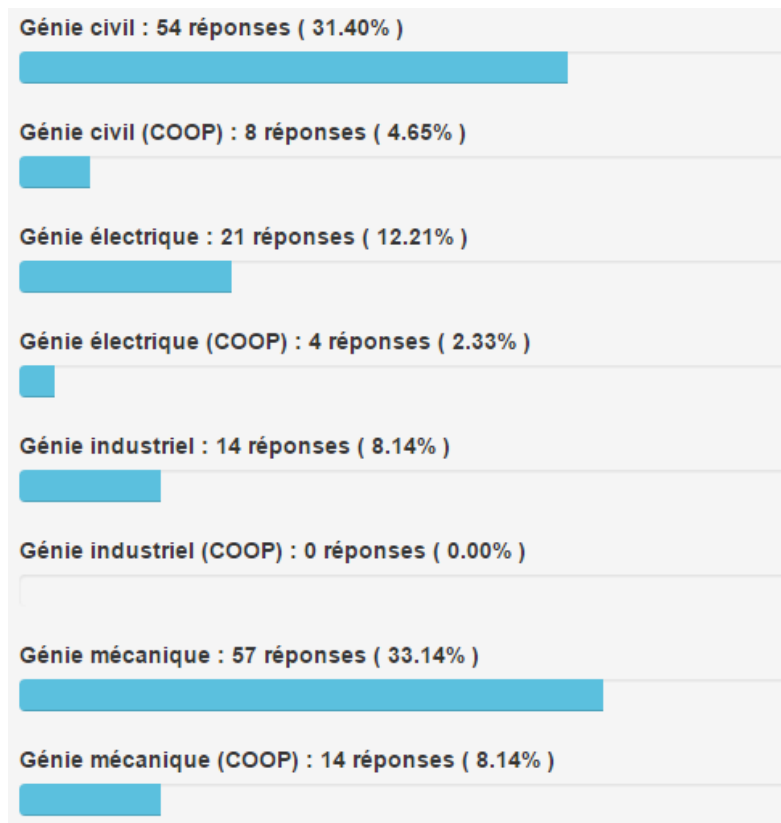 Génie civil : 54 réponses ( 31.40% )
Génie civil (COOP) : 8 réponses ( 4.65% )
Génie électrique : 21 réponses ( 12.21% )
Génie électrique (COOP) : 4 réponses ( 2.33% )
Génie industriel : 14 réponses ( 8.14% )
Génie industriel (COOP) : 0 réponses ( 0.00% )
Génie mécanique : 57 réponses ( 33.14% )
Génie mécanique (COOP) : 14 réponses ( 8.14% )